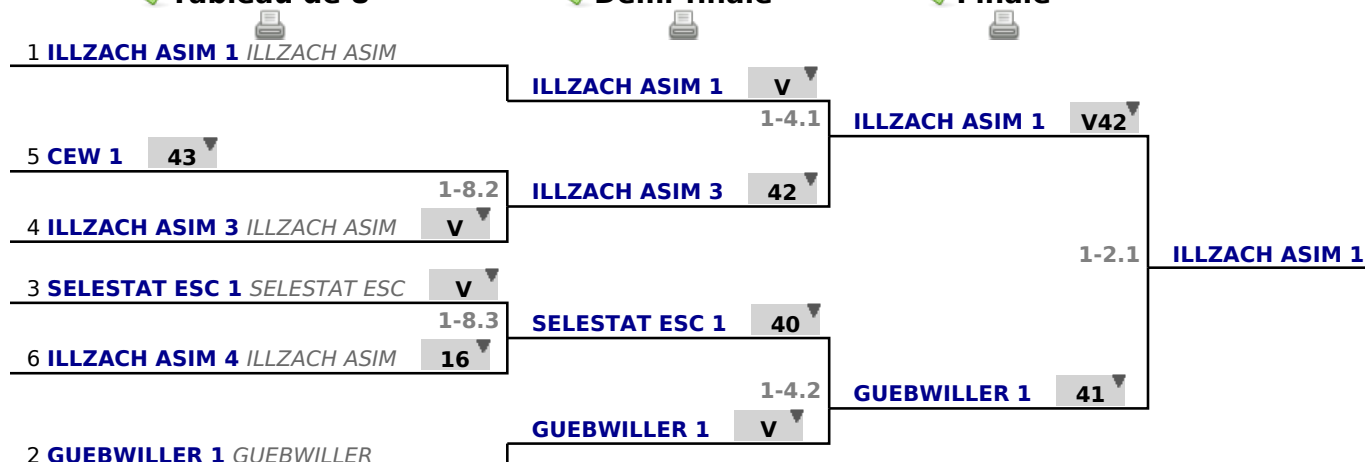 Tableau de 8
Demi-finale
Finale
1 ILLZACH ASIM 1 ILLZACH ASIM
ILLZACH ASIM 1 V
1-4.1
ILLZACH ASIM 1 V42
5 CEW 1 43
1-8.2
ILLZACH ASIM 3 42
4 ILLZACH ASIM 3 ILLZACH ASIM V
1-2.1
ILLZACH ASIM 1
3 SELESTAT ESC 1 SELESTAT ESC V
1-8.3
SELESTAT ESC 1 40
6 ILLZACH ASIM 4 ILLZACH ASIM 16
1-4.2
GUEBWILLER 1 41
GUEBWILLER 1 V
2 GUEBWILLER 1 GUEBWILLER